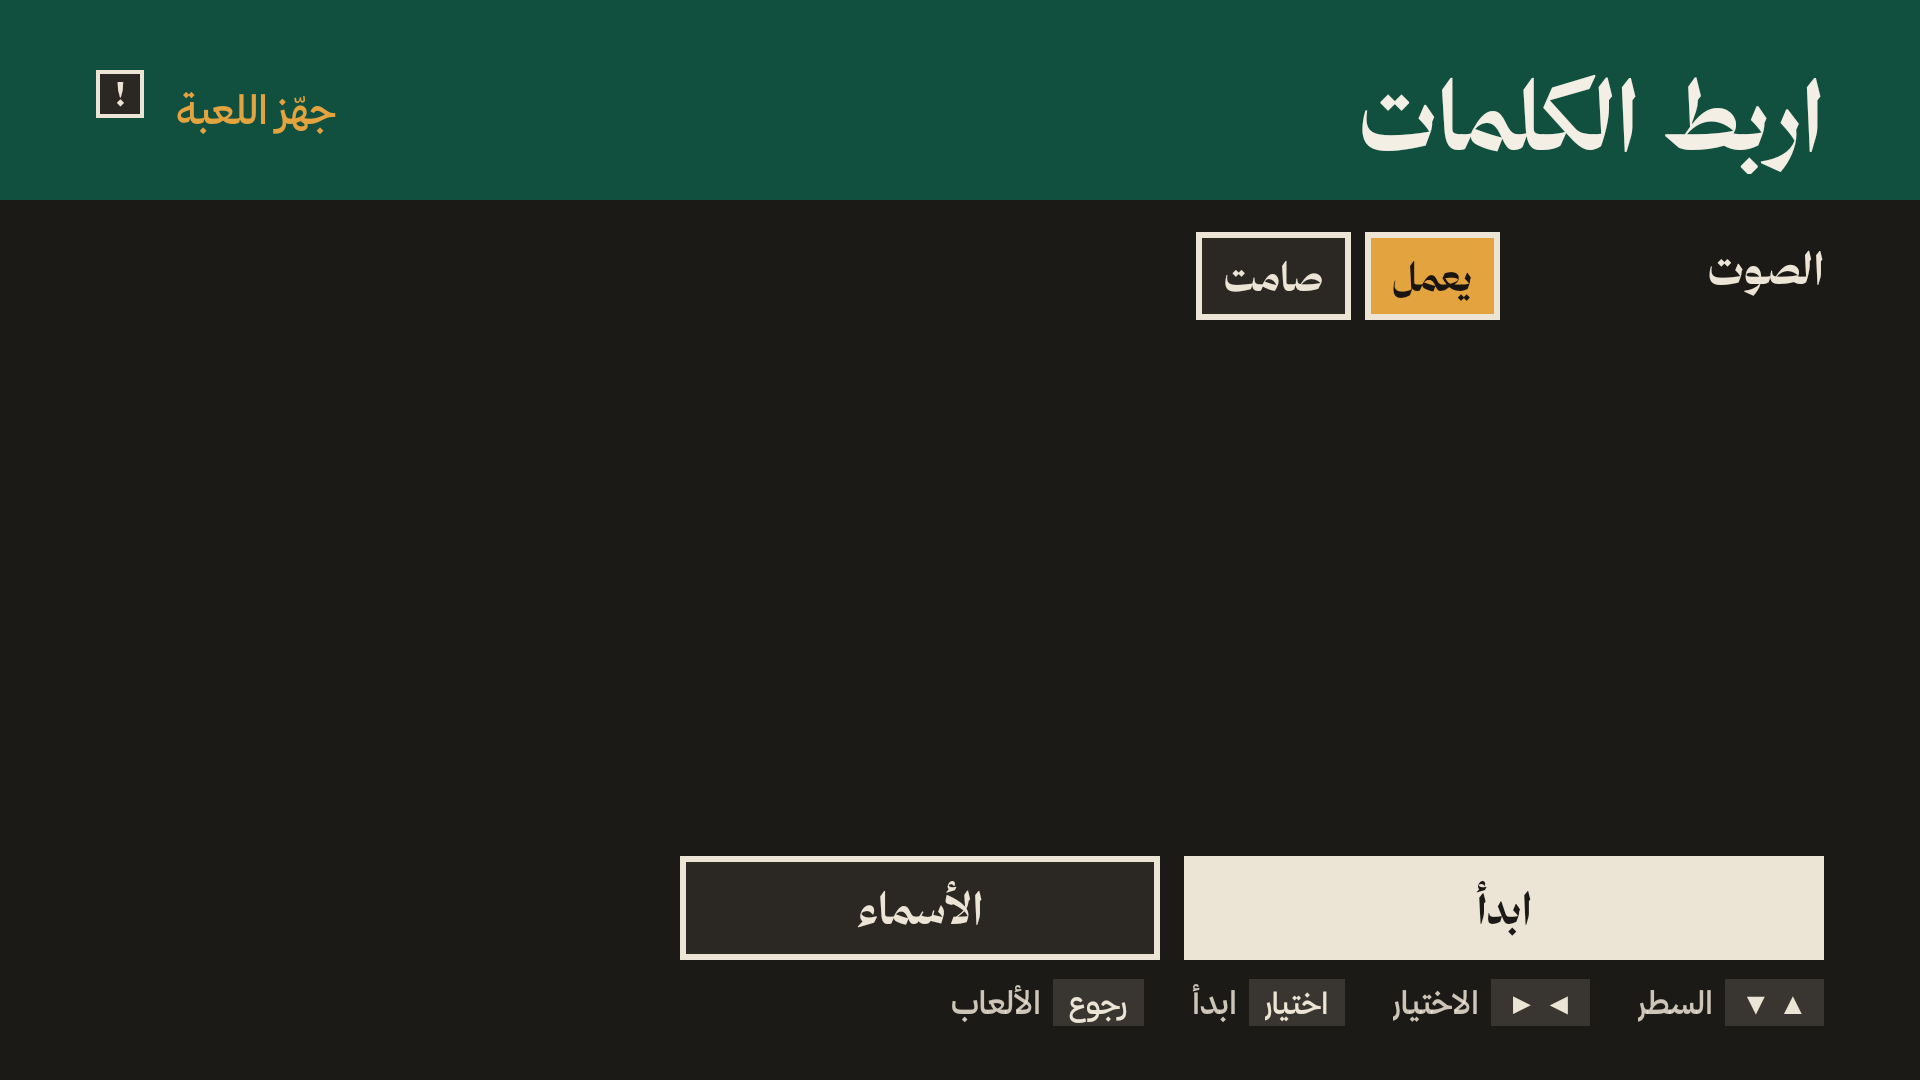 اربط الكلمات
جهّز اللعبة !
الصوت يعمل صامت
ابدأ الأسماء
▲ ▼ السطر ◄ ► الاختيار اختيار ابدأ رجوع الألعاب